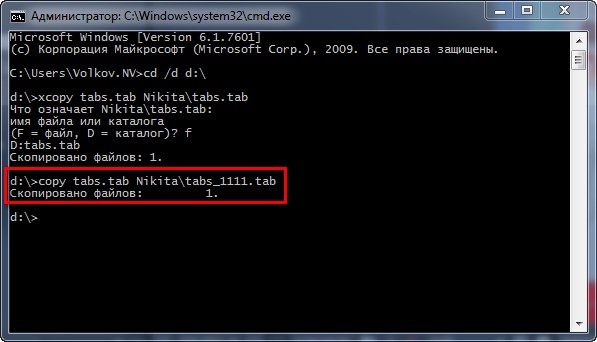 Администратор: C:\Windows\system32\cmd.exe
Microsoft Windows [Version 6.1.7601]
(c) Корпорация Майкрософт (Microsoft Corp.), 2009. Все права защищены.
C:\Users\Volkov.NV>cd /d d:\
d:\>xcopy tabs.tab Nikita\tabs.tab
Что означает Nikita\tabs.tab:
имя файла или каталога
(F = файл, D = каталог)? f
D:tabs.tab
Скопировано файлов: 1.
d:\>copy tabs.tab Nikita\tabs_1111.tab
Скопировано файлов:         1.
d:\>